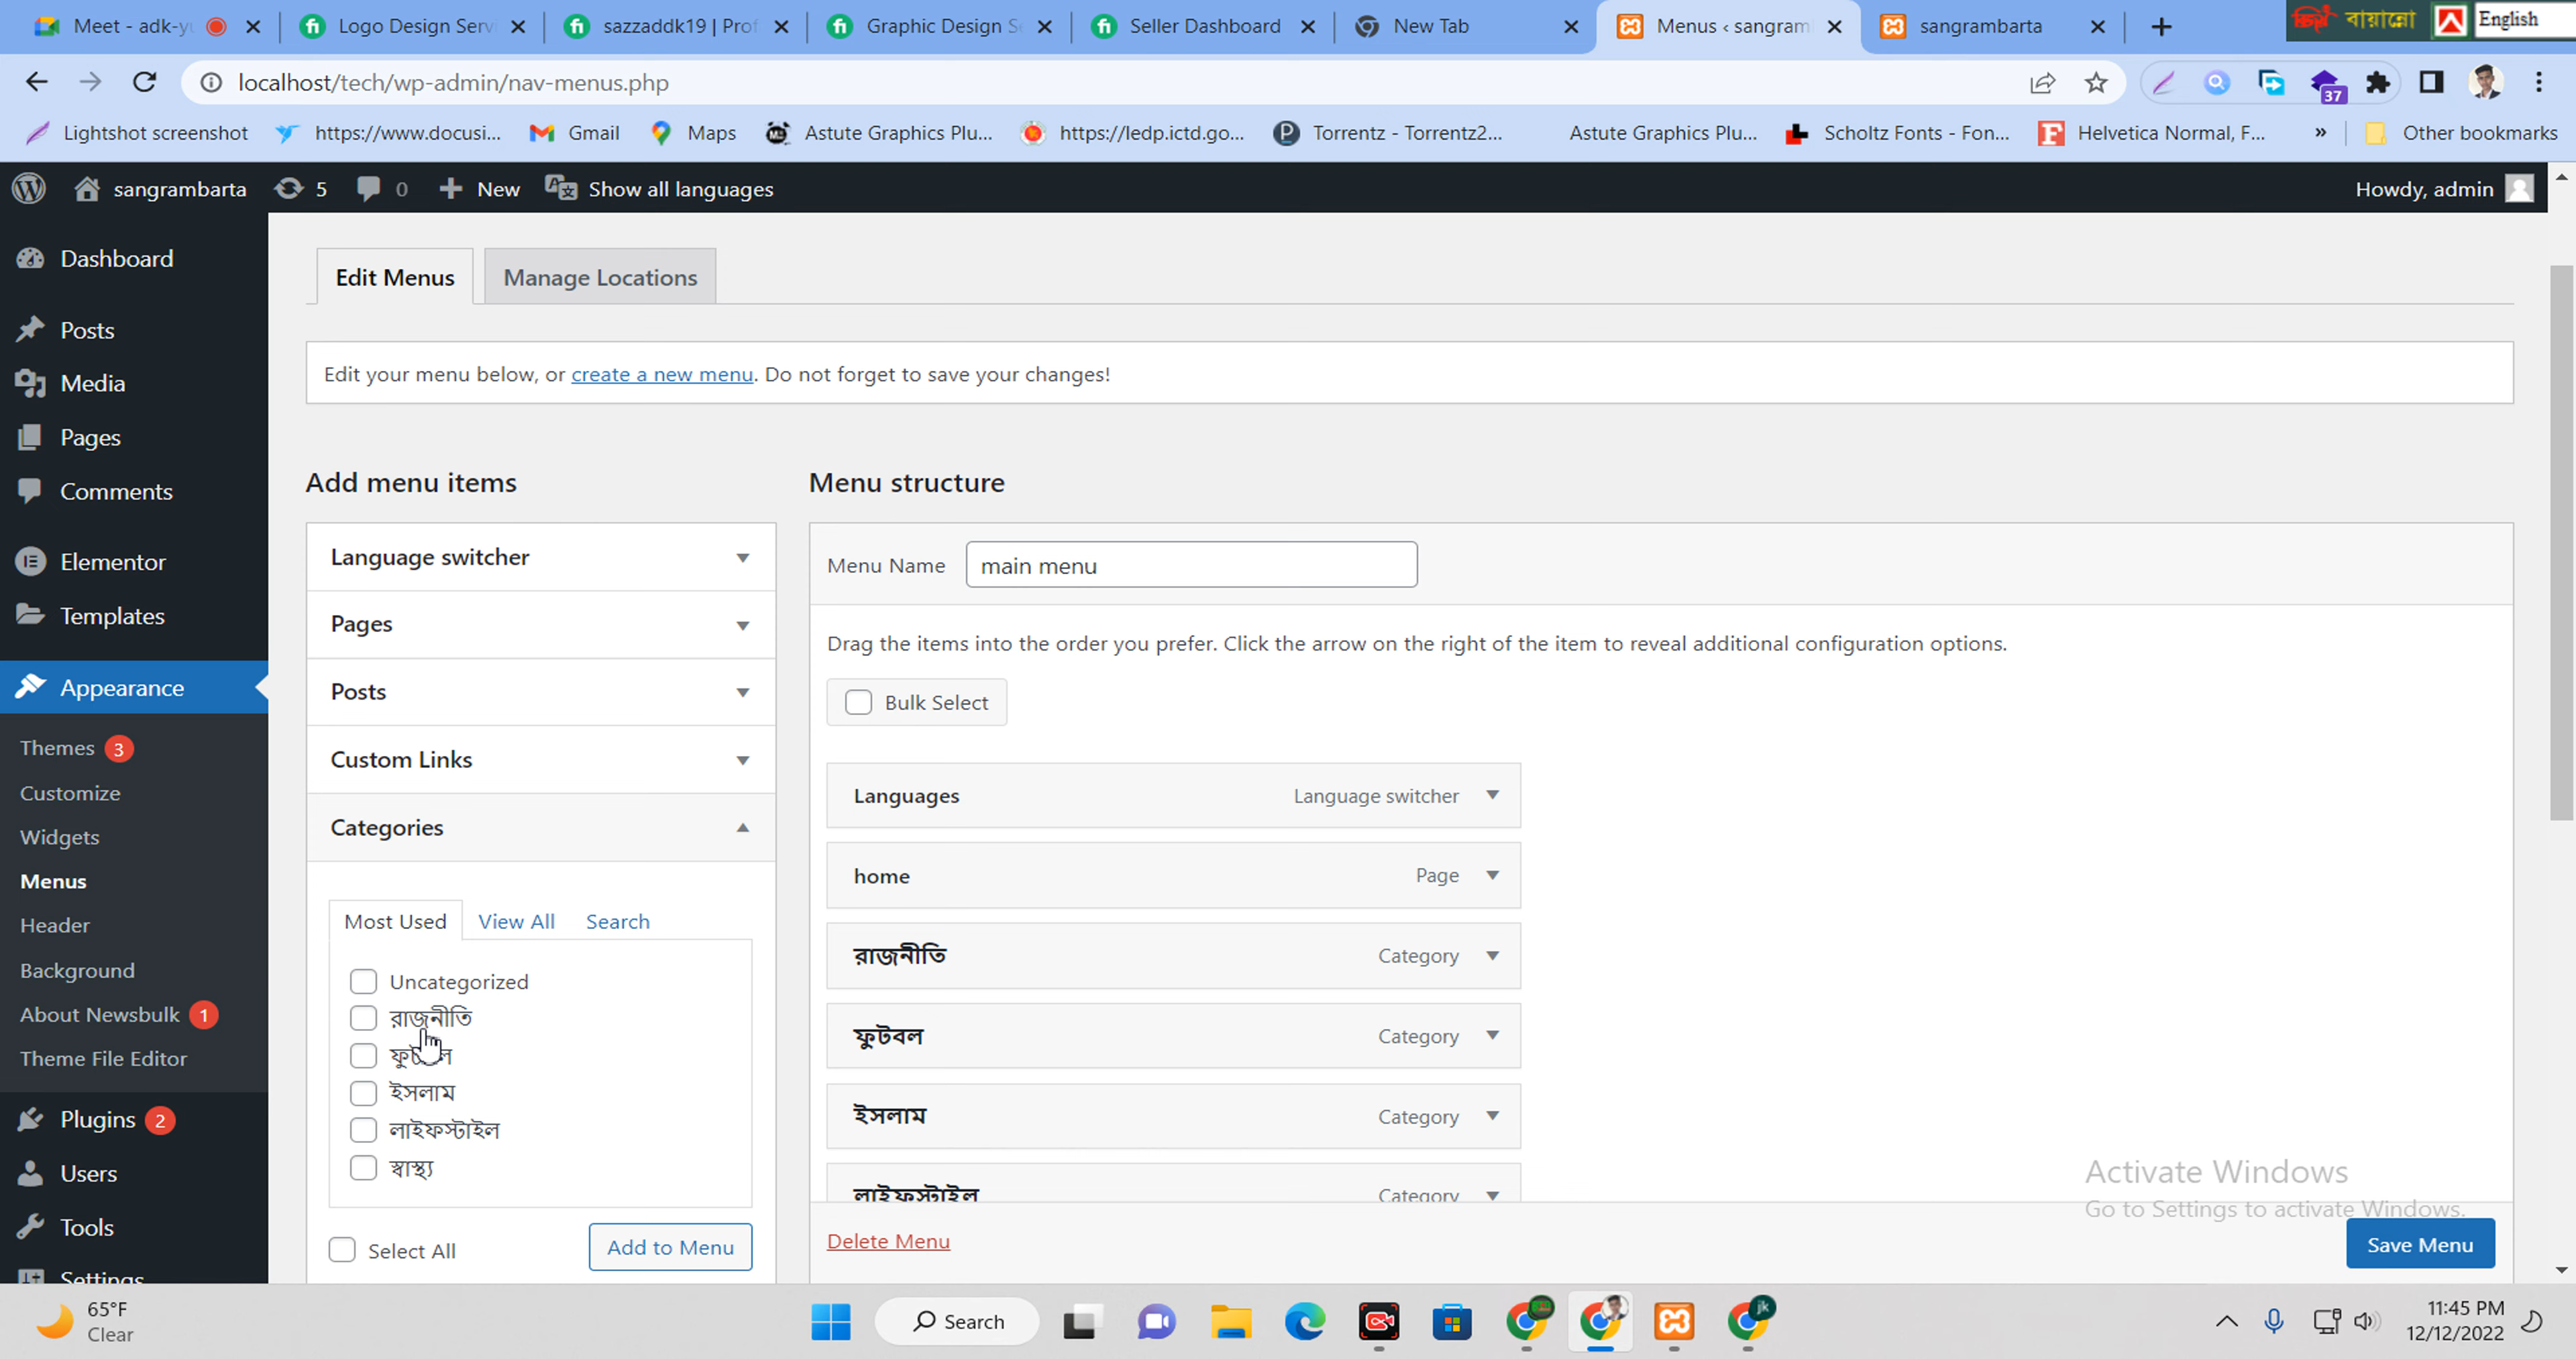 Meet - adk-yu
Logo Design Serv
sazzaddk19 | Prof
Graphic Design Se
Seller Dashboard
New Tab
Menus ‹ sangram
sangrambarta
বায়ান্নো
English
localhost/tech/wp-admin/nav-menus.php
37
Lightshot screenshot
https://www.docusi...
Gmail
Maps
Astute Graphics Plu...
https://ledp.ictd.go...
Torrentz - Torrentz2...
Astute Graphics Plu...
Scholtz Fonts - Fon...
Helvetica Normal, F...
»
Other bookmarks
sangrambarta
5
0
New
Show all languages
Howdy, admin
Dashboard
Posts
Media
Pages
Comments
Elementor
Templates
Appearance
Themes 3
Customize
Widgets
Menus
Header
Background
About Newsbulk 1
Theme File Editor
Plugins 2
Users
Tools
Settings
Edit Menus
Manage Locations
Edit your menu below, or create a new menu. Do not forget to save your changes!
Add menu items
Language switcher
Pages
Posts
Custom Links
Categories
Most Used
View All
Search
Uncategorized
রাজনীতি
ফুটবল
ইসলাম
লাইফস্টাইল
স্বাস্থ্য
Select All
Add to Menu
Menu structure
Menu Name
main menu
Drag the items into the order you prefer. Click the arrow on the right of the item to reveal additional configuration options.
Bulk Select
Languages
Language switcher
home
Page
রাজনীতি
Category
ফুটবল
Category
ইসলাম
Category
লাইফস্টাইল
Category
Delete Menu
Activate Windows
Go to Settings to activate Windows.
Save Menu
65°F
Clear
Search
jk
11:45 PM
12/12/2022